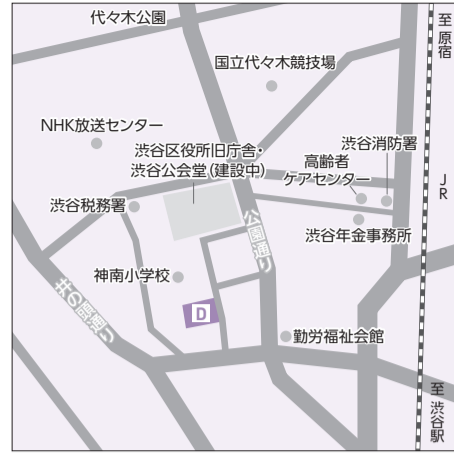 代々木公園
至 原宿
国立代々木競技場
NHK放送センター
渋谷区役所旧庁舎・
渋谷公会堂(建設中)
渋谷消防署
高齢者
ケアセンター
JR
渋谷税務署
公園通り
渋谷年金事務所
神南小学校
井の頭通り
D
勤労福祉会館
至 渋谷駅